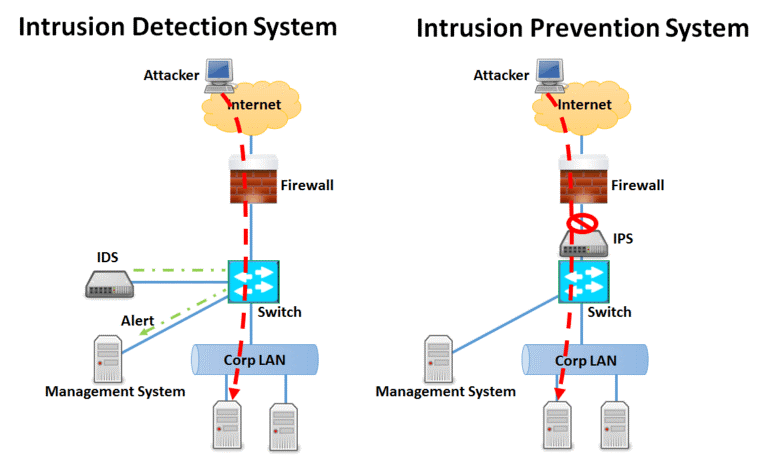 Intrusion Detection System
Attacker
Internet
Firewall
IDS
Switch
Alert
Corp LAN
Management System
Intrusion Prevention System
Attacker
Internet
Firewall
IPS
Switch
Corp LAN
Management System